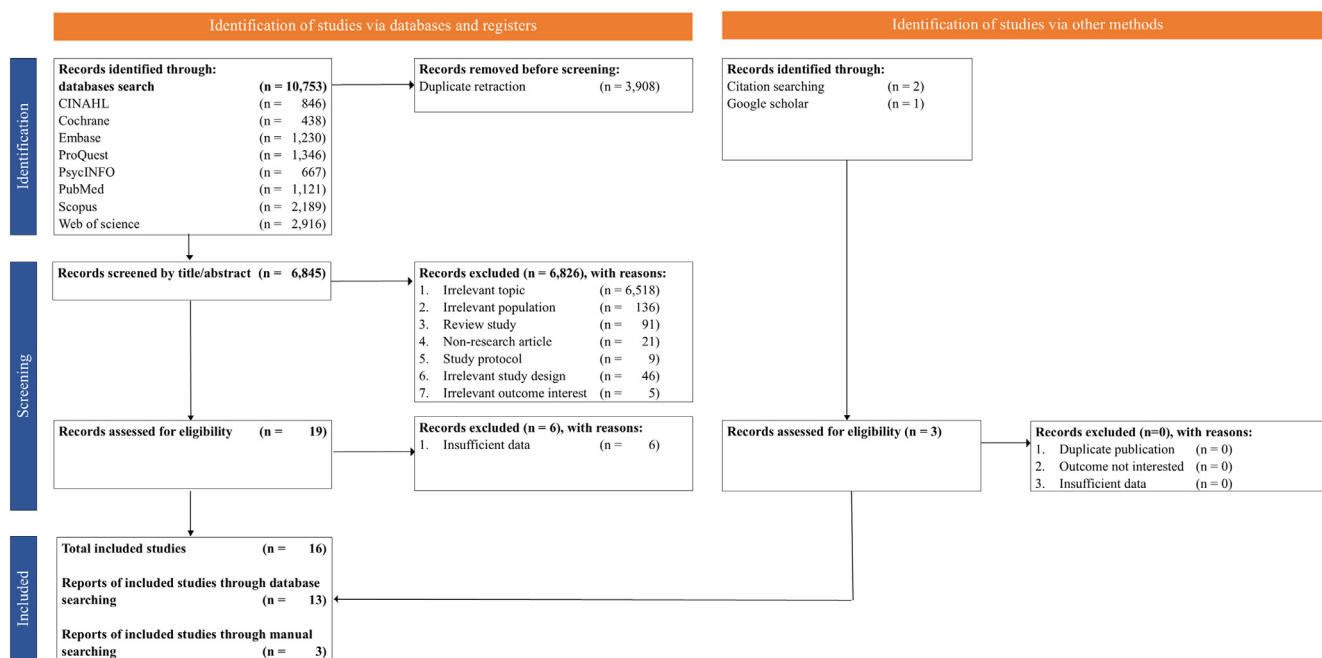 Identification of studies via databases and registers
Identification of studies via other methods
Identification
Records identified through:
databases search (n = 10,753)
CINAHL (n = 846)
Cochrane (n = 438)
Embase (n = 1,230)
ProQuest (n = 1,346)
PsycINFO (n = 667)
PubMed (n = 1,121)
Scopus (n = 2,189)
Web of science (n = 2,916)
Records removed before screening:
Duplicate retraction (n = 3,908)
Records identified through:
Citation searching (n = 2)
Google scholar (n = 1)
Screening
Records screened by title/abstract (n = 6,845)
Records excluded (n = 6,826), with reasons:
1. Irrelevant topic (n = 6,518)
2. Irrelevant population (n = 136)
3. Review study (n = 91)
4. Non-research article (n = 21)
5. Study protocol (n = 9)
6. Irrelevant study design (n = 46)
7. Irrelevant outcome interest (n = 5)
Records assessed for eligibility (n = 19)
Records excluded (n = 6), with reasons:
1. Insufficient data (n = 6)
Records assessed for eligibility (n = 3)
Records excluded (n=0), with reasons:
1. Duplicate publication (n = 0)
2. Outcome not interested (n = 0)
3. Insufficient data (n = 0)
Included
Total included studies (n = 16)
Reports of included studies through database
searching (n = 13)
Reports of included studies through manual
searching (n = 3)